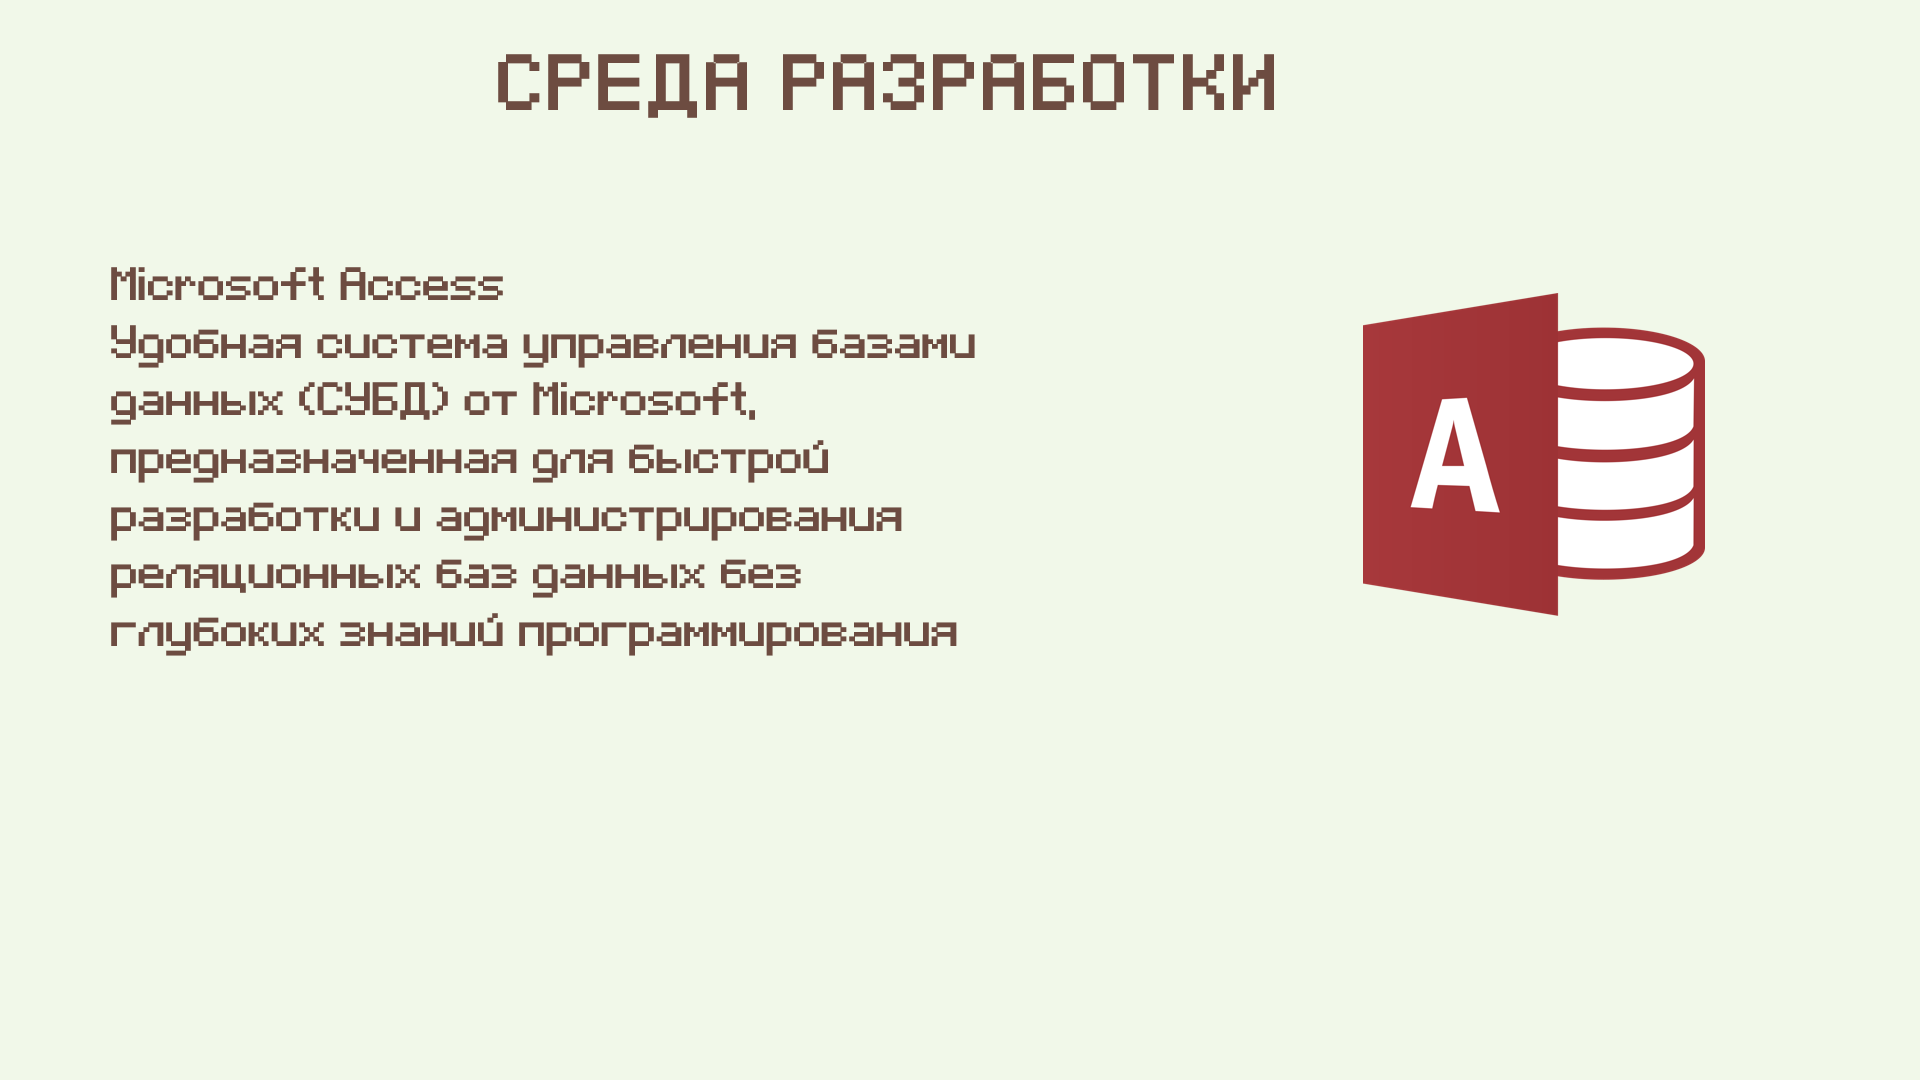 СРЕДА РАЗРАБОТКИ
Microsoft Access
Удобная система управления базами
данных (СУБД) от Microsoft,
предназначенная для быстрой
разработки и администрирования
реляционных баз данных без
глубоких знаний программирования
A